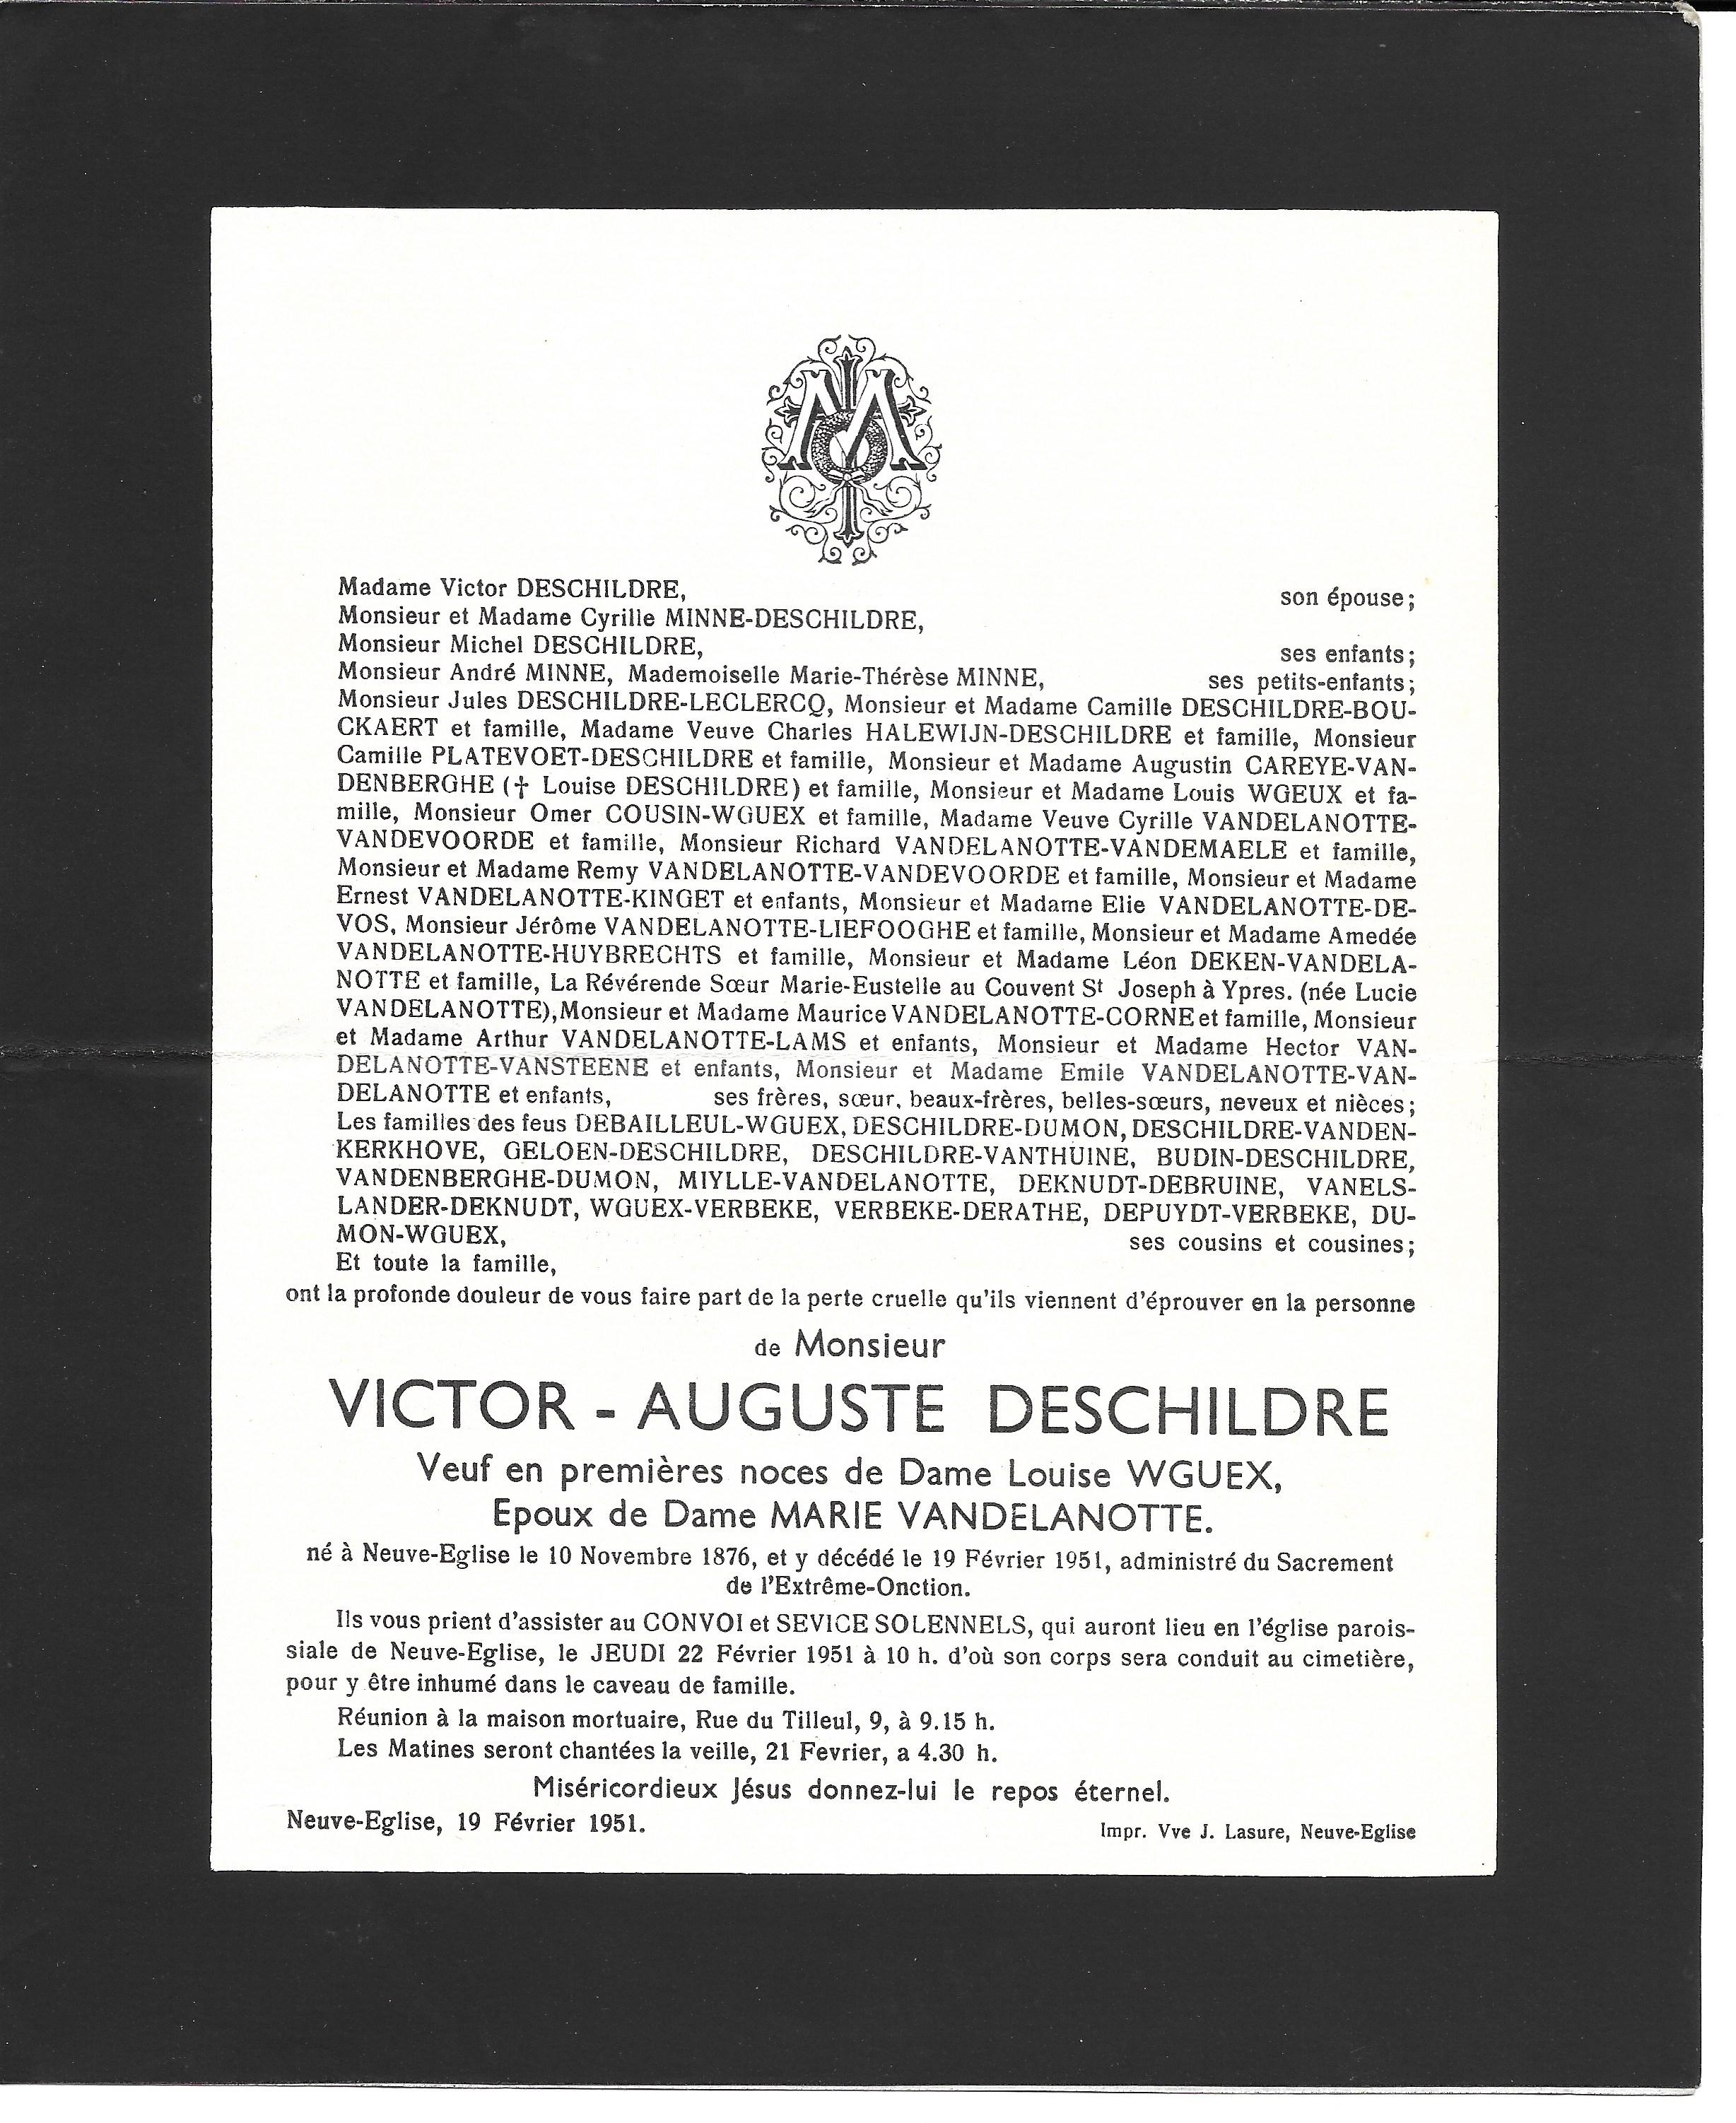 Madame Victor DESCHILDRE, son épouse;
Monsieur et Madame Cyrille MINNE-DESCHILDRE,
Monsieur Michel DESCHILDRE, ses enfants;
Monsieur André MINNE, Mademoiselle Marie-Thérèse MINNE, ses petits-enfants;
Monsieur Jules DESCHILDRE-LECLERCQ, Monsieur et Madame Camille DESCHILDRE-BOU-
CKAERT et famille, Madame Veuve Charles HALEWIJN-DESCHILDRE et famille, Monsieur
Camille PLATEVOET-DESCHILDRE et famille, Monsieur et Madame Augustin CAREYE-VAN-
DENBERGHE († Louise DESCHILDRE) et famille, Monsieur et Madame Louis WGEUX et fa-
mille, Monsieur Omer COUSIN-WGUEX et famille, Madame Veuve Cyrille VANDELANOTTE-
VANDEVOORDE et famille, Monsieur Richard VANDELANOTTE-VANDEMAELE et famille,
Monsieur et Madame Remy VANDELANOTTE-VANDEVOORDE et famille, Monsieur et Madame
Ernest VANDELANOTTE-KINGET et enfants, Monsieur et Madame Elie VANDELANOTTE-DE-
VOS, Monsieur Jérôme VANDELANOTTE-LIEFOOGHE et famille, Monsieur et Madame Amedée
VANDELANOTTE-HUYBRECHTS et famille, Monsieur et Madame Léon DEKEN-VANDELA-
NOTTE et famille, La Révérende Sœur Marie-Eustelle au Couvent St Joseph à Ypres. (née Lucie
VANDELANOTTE), Monsieur et Madame Maurice VANDELANOTTE-CORNE et famille, Monsieur
et Madame Arthur VANDELANOTTE-LAMS et enfants, Monsieur et Madame Hector VAN-
DELANOTTE-VANSTEENE et enfants, Monsieur et Madame Emile VANDELANOTTE-VAN-
DELANOTTE et enfants, ses frères, sœur, beaux-frères, belles-sœurs, neveux et nièces;
Les familles des feus DEBAILLEUL-WGUEX, DESCHILDRE-DUMON, DESCHILDRE-VANDEN-
KERKHOVE, GELOEN-DESCHILDRE, DESCHILDRE-VANTHUINE, BUDIN-DESCHILDRE,
VANDENBERGHE-DUMON, MIYLLE-VANDELANOTTE, DEKNUDT-DEBRUINE, VANELS-
LANDER-DEKNUDT, WGUEX-VERBEKE, VERBEKE-DERATHE, DEPUYDT-VERBEKE, DU-
MON-WGUEX, ses cousins et cousines;
Et toute la famille,
ont la profonde douleur de vous faire part de la perte cruelle qu'ils viennent d'éprouver en la personne
de Monsieur
VICTOR - AUGUSTE DESCHILDRE
Veuf en premières noces de Dame Louise WGUEX,
Epoux de Dame MARIE VANDELANOTTE.
né à Neuve-Eglise le 10 Novembre 1876, et y décédé le 19 Février 1951, administré du Sacrement
de l'Extrême-Onction.
Ils vous prient d'assister au CONVOI et SEVICE SOLENNELS, qui auront lieu en l'église parois-
siale de Neuve-Eglise, le JEUDI 22 Février 1951 à 10 h. d'où son corps sera conduit au cimetière,
pour y être inhumé dans le caveau de famille.
Réunion à la maison mortuaire, Rue du Tilleul, 9, à 9.15 h.
Les Matines seront chantées la veille, 21 Fevrier, a 4.30 h.
Miséricordieux Jésus donnez-lui le repos éternel.
Neuve-Eglise, 19 Février 1951.
Impr. Vve J. Lasure, Neuve-Eglise